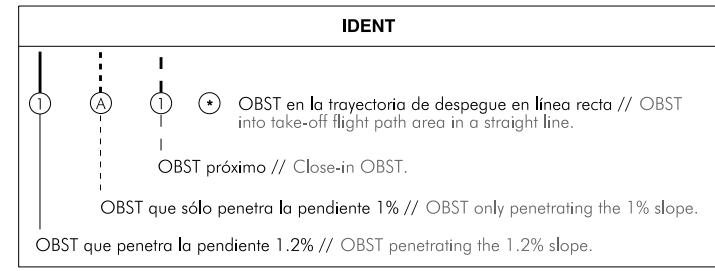 IDENT
1 A 1 * OBST en la trayectoria de despegue en línea recta // OBST
into take-off flight path area in a straight line.
OBST próximo // Close-in OBST.
OBST que sólo penetra la pendiente 1% // OBST only penetrating the 1% slope.
OBST que penetra la pendiente 1.2% // OBST penetrating the 1.2% slope.